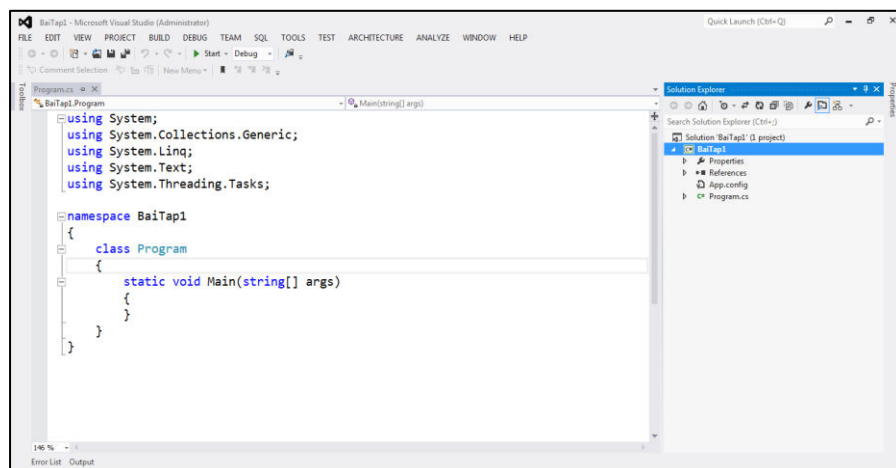 BaiTap1 - Microsoft Visual Studio (Administrator)
Quick Launch (Ctrl+Q)
FILE EDIT VIEW PROJECT BUILD DEBUG TEAM SQL TOOLS TEST ARCHITECTURE ANALYZE WINDOW HELP
Start Debug
Comment Selection New Menu
Toolbox
Program.cs
BaiTap1.Program
Main(string[] args)
using System;
using System.Collections.Generic;
using System.Linq;
using System.Text;
using System.Threading.Tasks;
namespace BaiTap1
{
class Program
{
static void Main(string[] args)
{
}
}
}
146 %
Error List Output
Solution Explorer
Search Solution Explorer (Ctrl+;)
Solution 'BaiTap1' (1 project)
BaiTap1
Properties
References
App.config
C# Program.cs
Properties